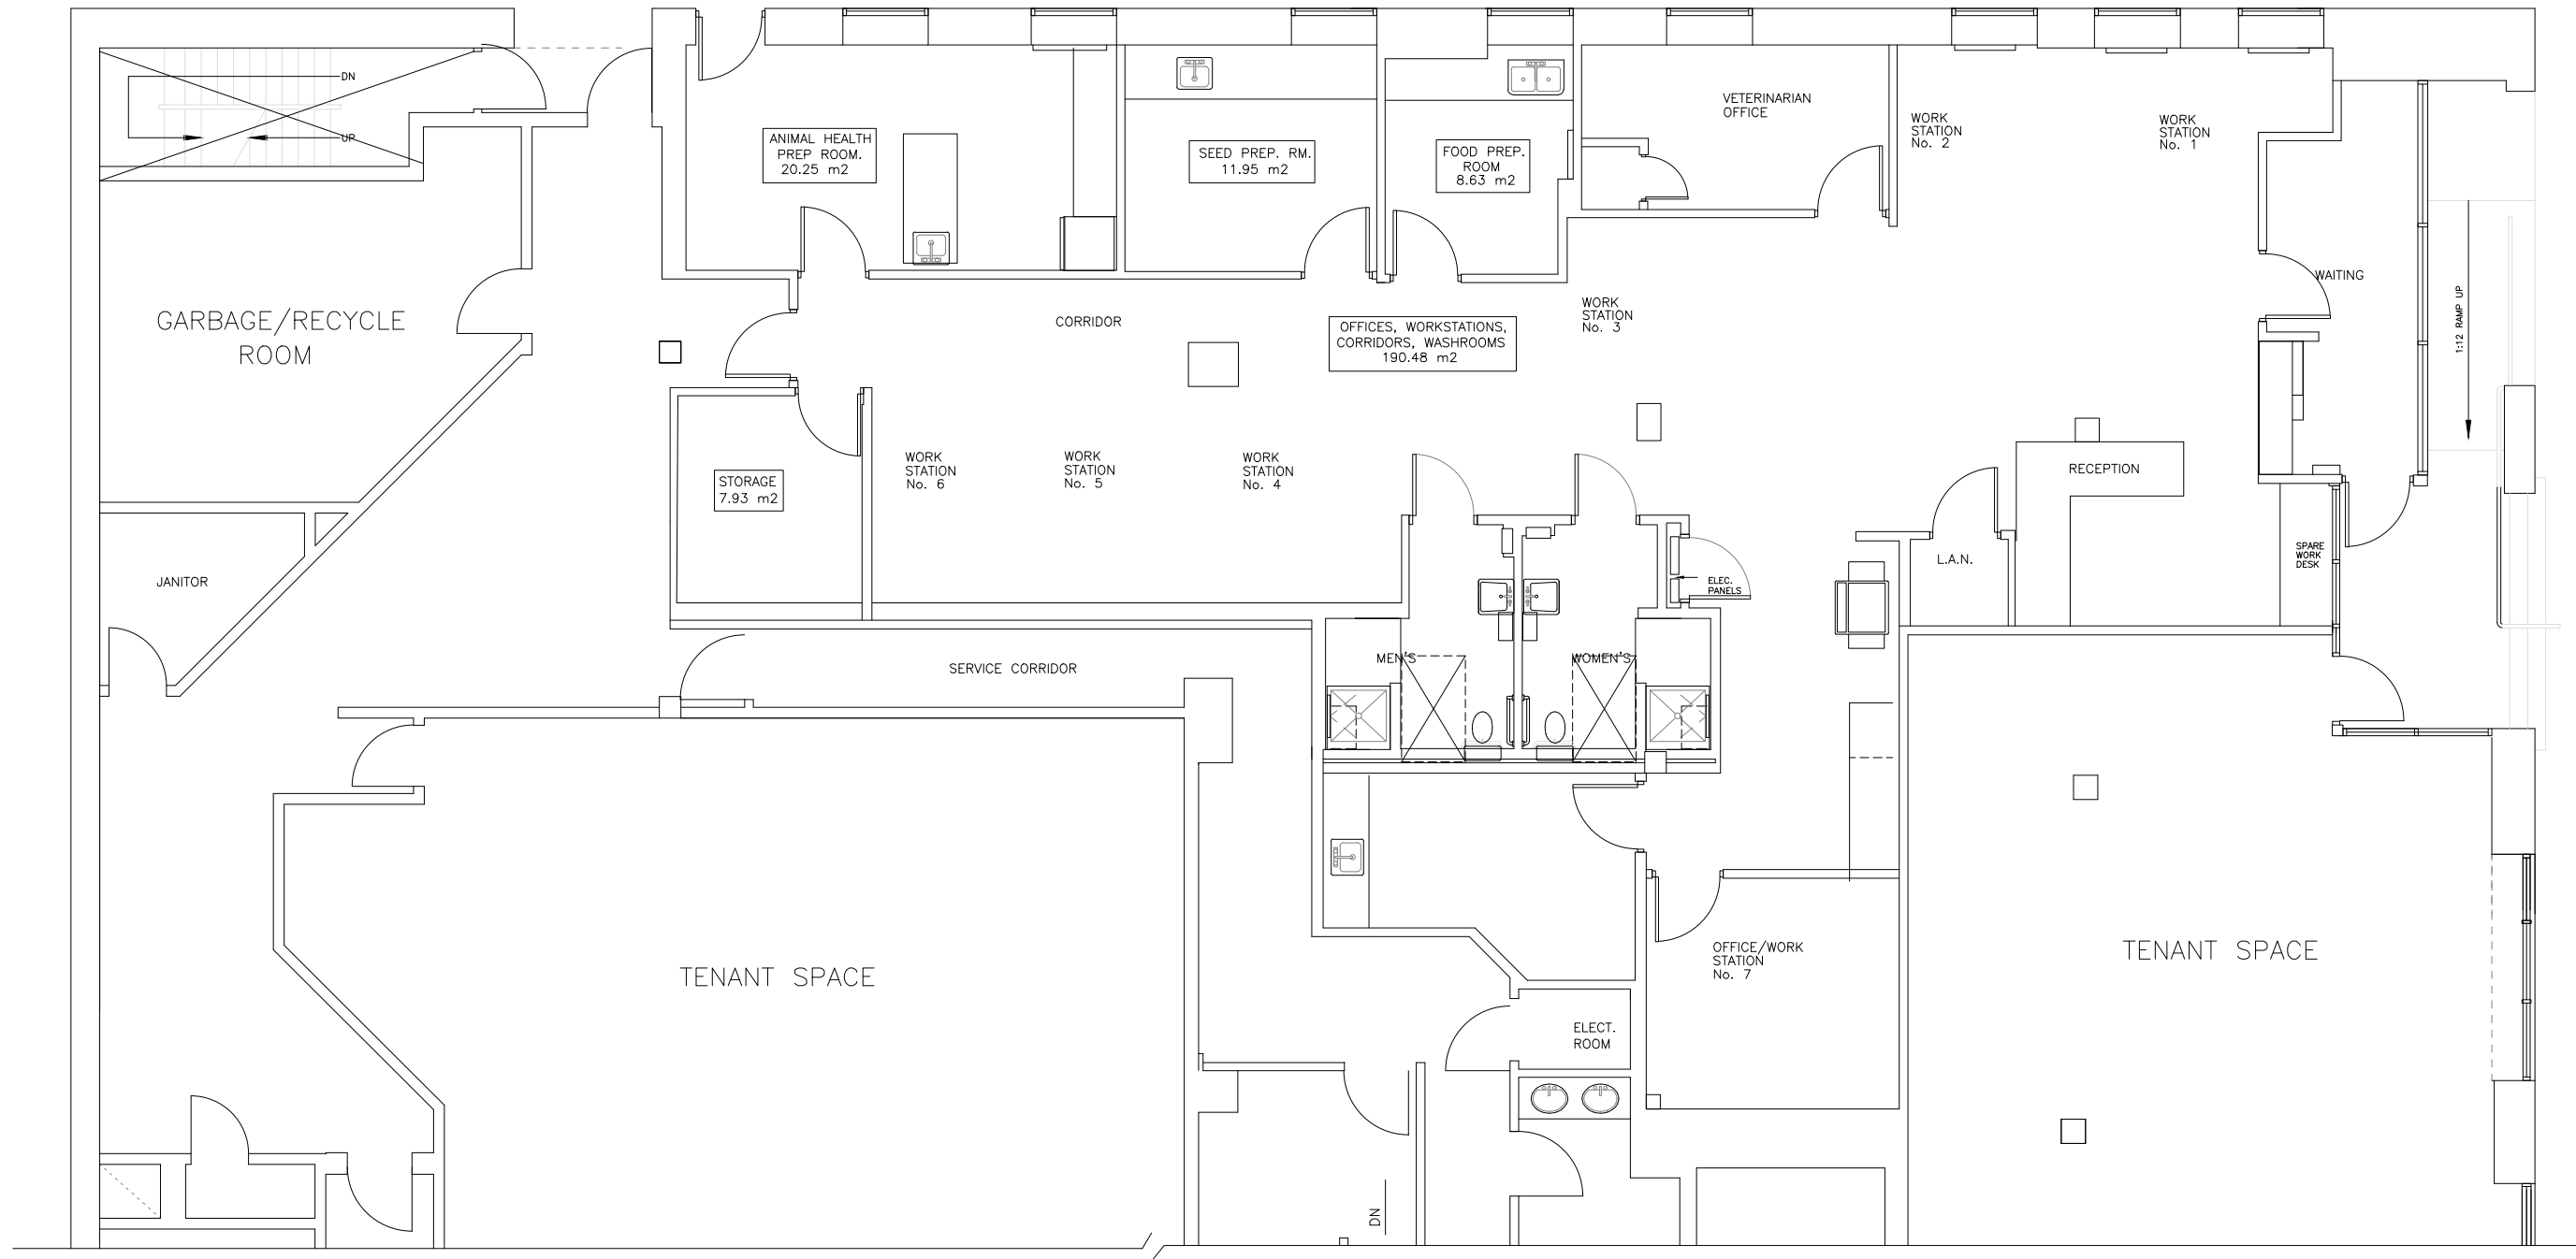 DN
UP
ANIMAL HEALTH
PREP ROOM.
20.25 m2
SEED PREP. RM.
11.95 m2
FOOD PREP.
ROOM
8.63 m2
VETERINARIAN
OFFICE
WORK
STATION
No. 2
WORK
STATION
No. 1
GARBAGE/RECYCLE
ROOM
CORRIDOR
OFFICES, WORKSTATIONS,
CORRIDORS, WASHROOMS
190.48 m2
WORK
STATION
No. 3
WAITING
1:12 RAMP UP
STORAGE
7.93 m2
WORK
STATION
No. 6
WORK
STATION
No. 5
WORK
STATION
No. 4
RECEPTION
JANITOR
ELEC.
PANELS
L.A.N.
SPARE
WORK
DESK
SERVICE CORRIDOR
MEN'S
WOMEN'S
TENANT SPACE
OFFICE/WORK
STATION
No. 7
TENANT SPACE
ELECT.
ROOM
DN